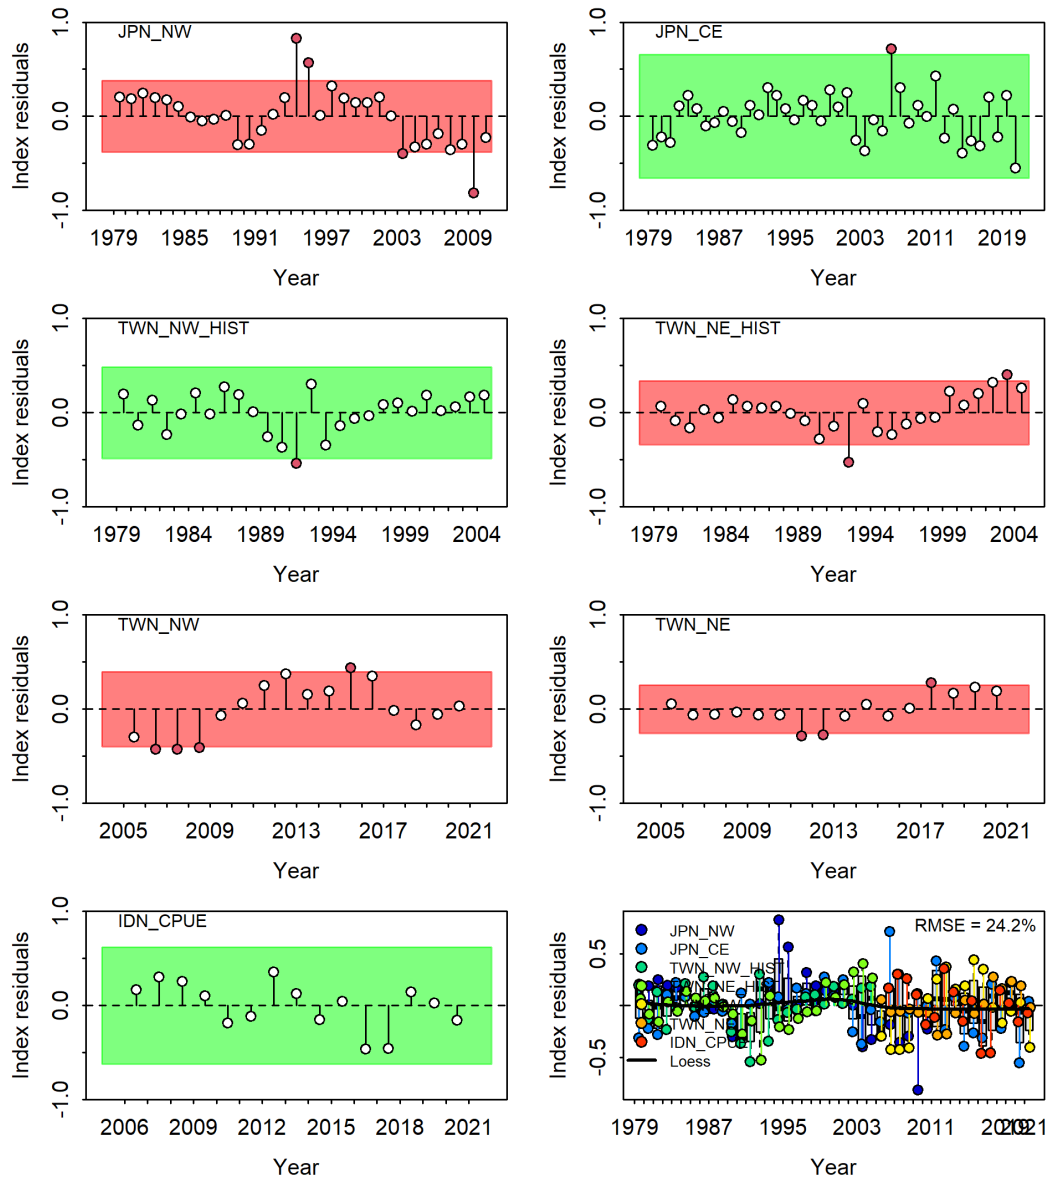 JPN_NW
Index residuals
1.0
0.0
-1.0
1979 1985 1991 1997 2003 2009
Year
JPN_CE
Index residuals
1.0
0.0
-1.0
1979 1987 1995 2003 2011 2019
Year
TWN_NW_HIST
Index residuals
1.0
0.0
-1.0
1979 1984 1989 1994 1999 2004
Year
TWN_NE_HIST
Index residuals
1.0
0.0
-1.0
1979 1984 1989 1994 1999 2004
Year
TWN_NW
Index residuals
1.0
0.0
-1.0
2005 2009 2013 2017 2021
Year
TWN_NE
Index residuals
1.0
0.0
-1.0
2005 2009 2013 2017 2021
Year
IDN_CPUE
Index residuals
1.0
0.0
-1.0
2006 2009 2012 2015 2018 2021
Year
RMSE = 24.2%
JPN_NW
JPN_CE
TWN_NW_HIST
TWN_NE_H
TWN_NE
IDN_CPU
Loess
Index residuals
0.5
-0.5
1979 1987 1995 2003 2011 2019 2021
Year